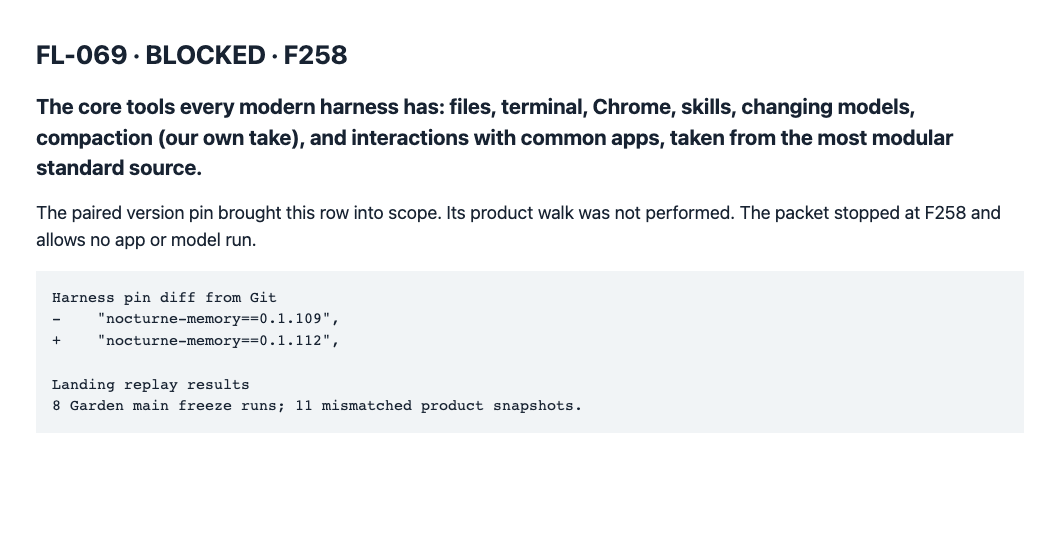 FL-069 · BLOCKED · F258
The core tools every modern harness has: files, terminal, Chrome, skills, changing models,
compaction (our own take), and interactions with common apps, taken from the most modular
standard source.
The paired version pin brought this row into scope. Its product walk was not performed. The packet stopped at F258 and
allows no app or model run.
Harness pin diff from Git
-    "nocturne-memory==0.1.109",
+    "nocturne-memory==0.1.112",
Landing replay results
8 Garden main freeze runs; 11 mismatched product snapshots.